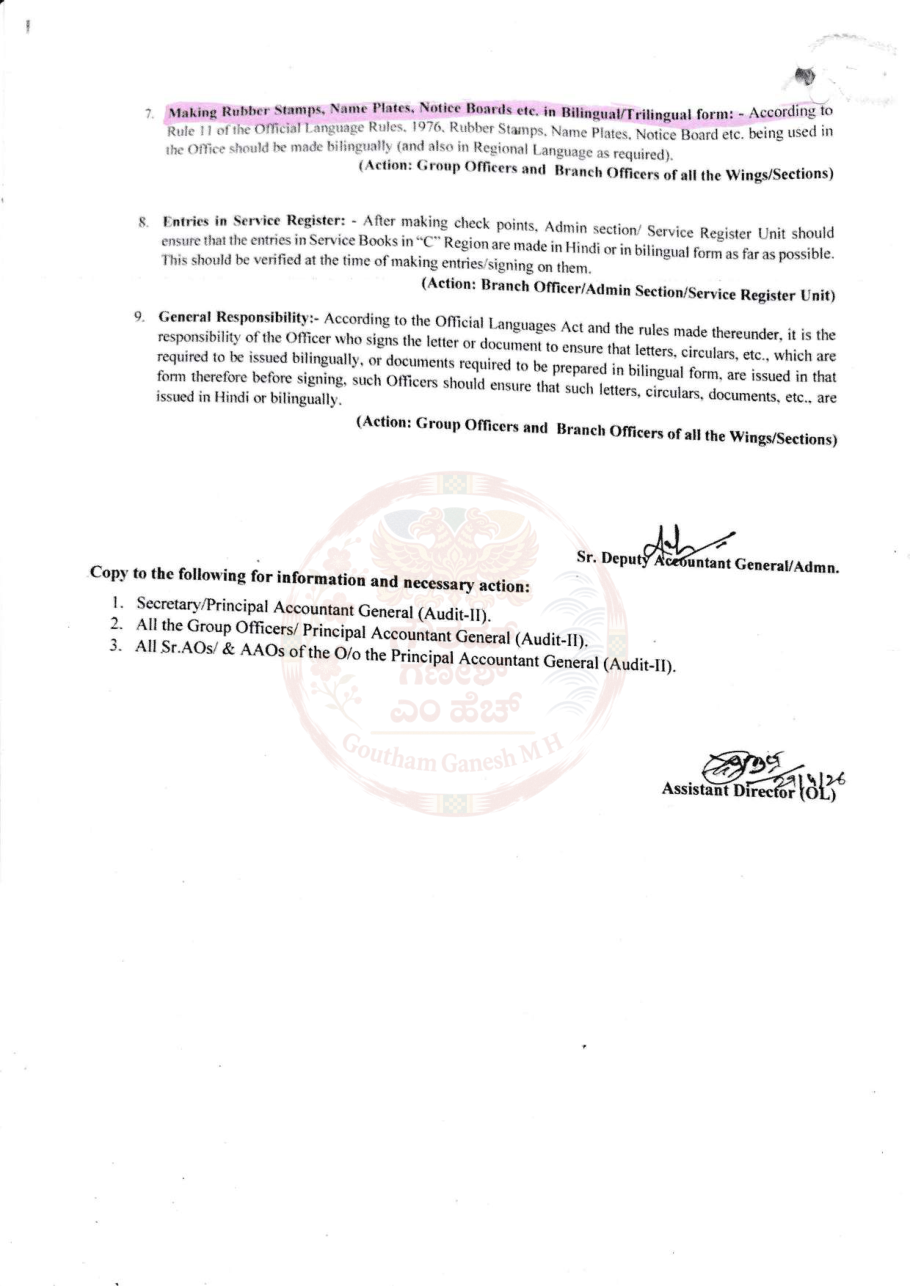 7. Making Rubber Stamps, Name Plates, Notice Boards etc. in Bilingual/Trilingual form: - According to
Rule 11 of the Official Language Rules, 1976, Rubber Stamps, Name Plates, Notice Board etc. being used in
the Office should be made bilingually (and also in Regional Language as required).
(Action: Group Officers and Branch Officers of all the Wings/Sections)
8. Entries in Service Register: - After making check points, Admin section/ Service Register Unit should
ensure that the entries in Service Books in “C” Region are made in Hindi or in bilingual form as far as possible.
This should be verified at the time of making entries/signing on them.
(Action: Branch Officer/Admin Section/Service Register Unit)
9. General Responsibility:- According to the Official Languages Act and the rules made thereunder, it is the
responsibility of the Officer who signs the letter or document to ensure that letters, circulars, etc., which are
required to be issued bilingually, or documents required to be prepared in bilingual form, are issued in that
form therefore before signing, such Officers should ensure that such letters, circulars, documents, etc., are
issued in Hindi or bilingually.
(Action: Group Officers and Branch Officers of all the Wings/Sections)
Sr. Deputy Accountant General/Admn.
Copy to the following for information and necessary action:
1. Secretary/Principal Accountant General (Audit-II).
2. All the Group Officers/ Principal Accountant General (Audit-II).
3. All Sr.AOs/ & AAOs of the O/o the Principal Accountant General (Audit-II).
ಗಣೇಶ್
ಎಂ ಹೆಚ್
Goutham Ganesh M H
29/4/26
Assistant Director (OL)